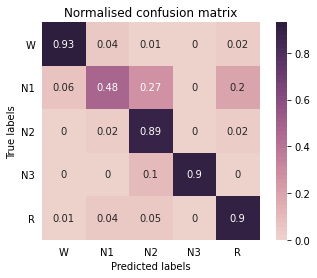 Normalised confusion matrix
W 0.93 0.04 0.01 0 0.02
N1 0.06 0.48 0.27 0 0.2
N2 0 0.02 0.89 0 0.02
N3 0 0 0.1 0.9 0
R 0.01 0.04 0.05 0 0.9
W N1 N2 N3 R
Predicted labels
True labels
0.8
0.6
0.4
0.2
0.0